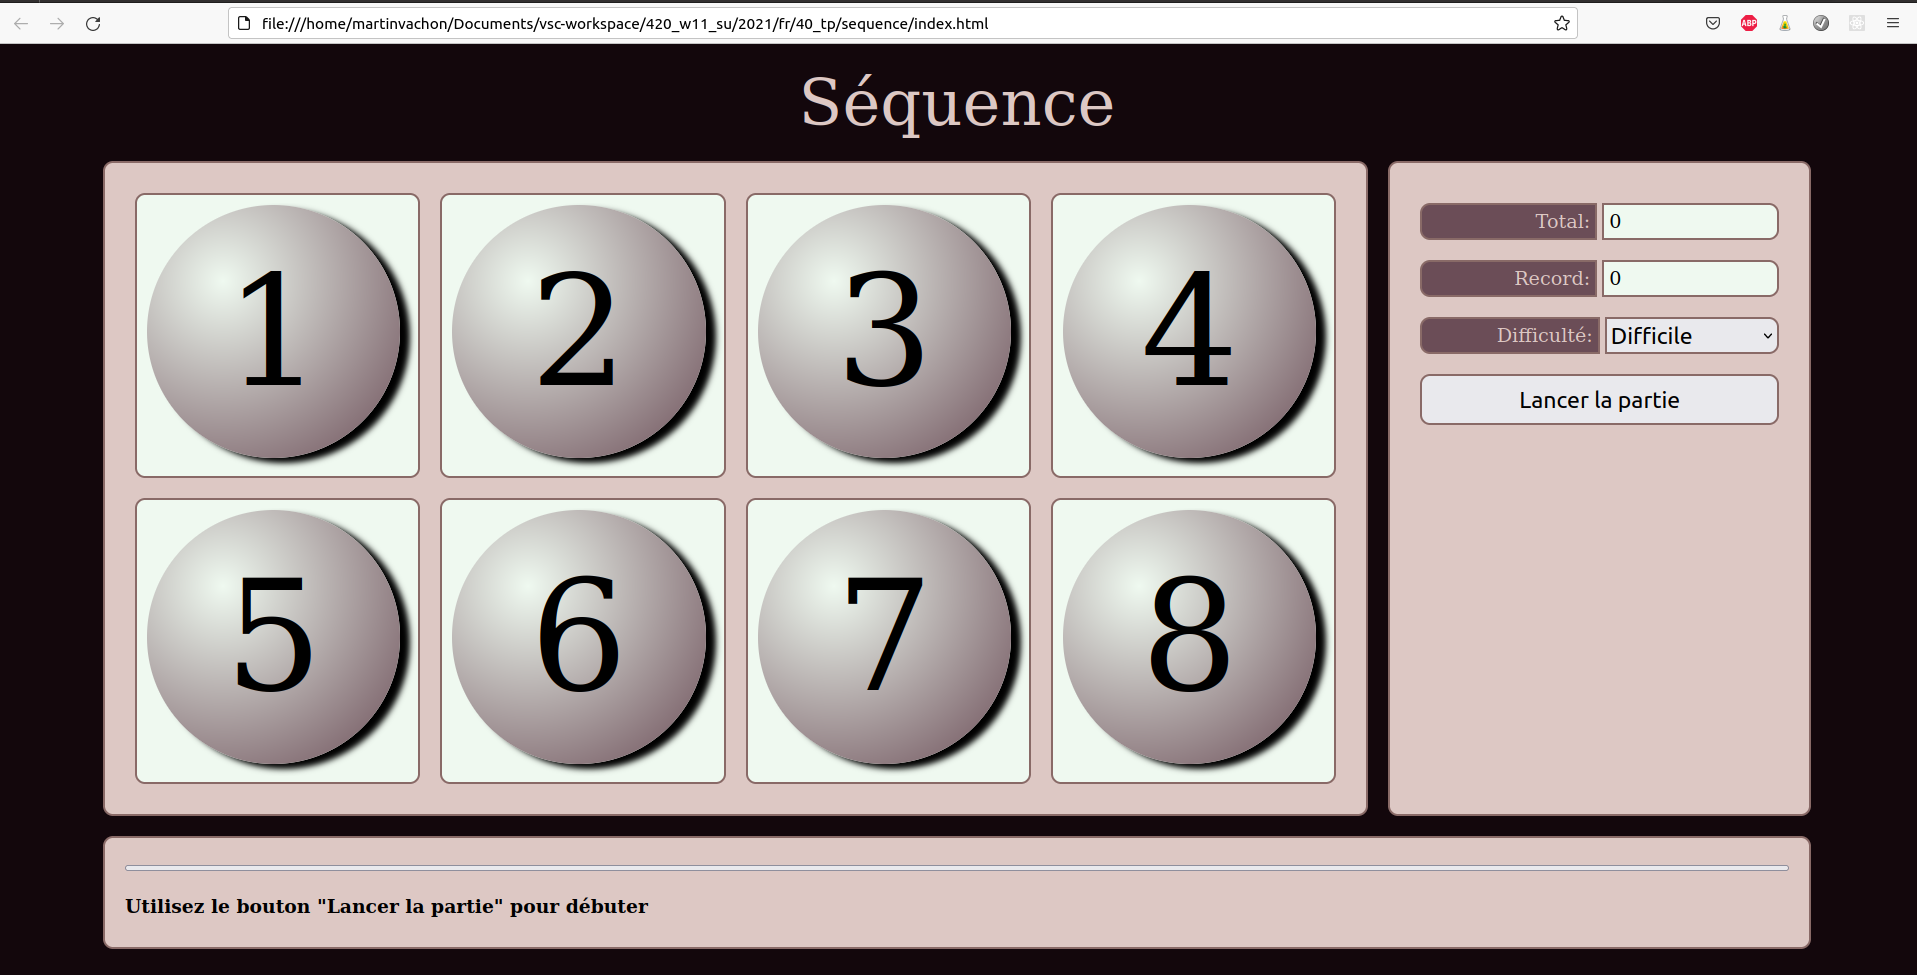 file:///home/martinvachon/Documents/vsc-workspace/420_w11_su/2021/fr/40_tp/sequence/index.html
ABP
Séquence
1 2 3 4
5 6 7 8
Total: 0
Record: 0
Difficulté: Difficile
Lancer la partie
Utilisez le bouton "Lancer la partie" pour débuter